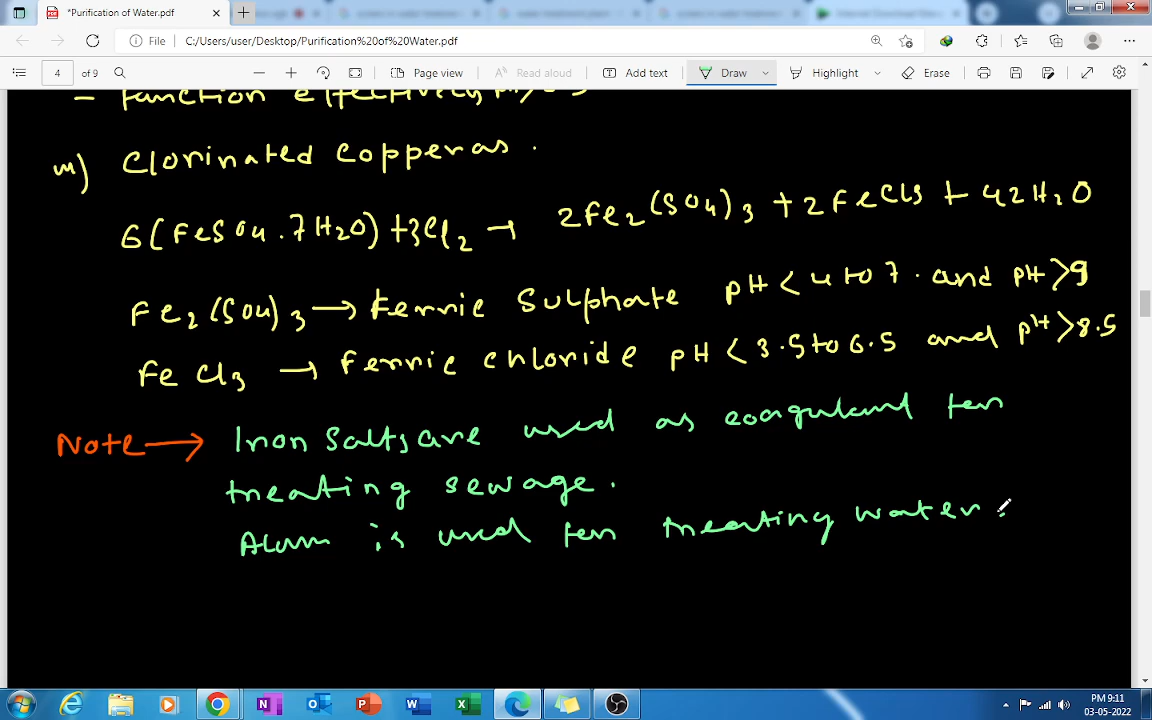 *Purification of Water.pdf
File C:/Users/user/Desktop/Purification%20of%20Water.pdf
4 of 9 Page view Read aloud Add text Draw Highlight Erase
- function effectively
m) Clorinated Copperas.
6(FeSO4.7H2O)+3Cl2→ 2Fe2(SO4)3+2FeCl3+42H2O
Fe2(SO4)3→Ferric Sulphate pH<4 to 7. and pH>9
FeCl3 → Ferric chloride pH<3.5 to 6.5 and pH>8.5
Note→ Iron Salts are used as coagulant for
treating sewage.
Alum is used for treating water.
PM 9:11
03-05-2022